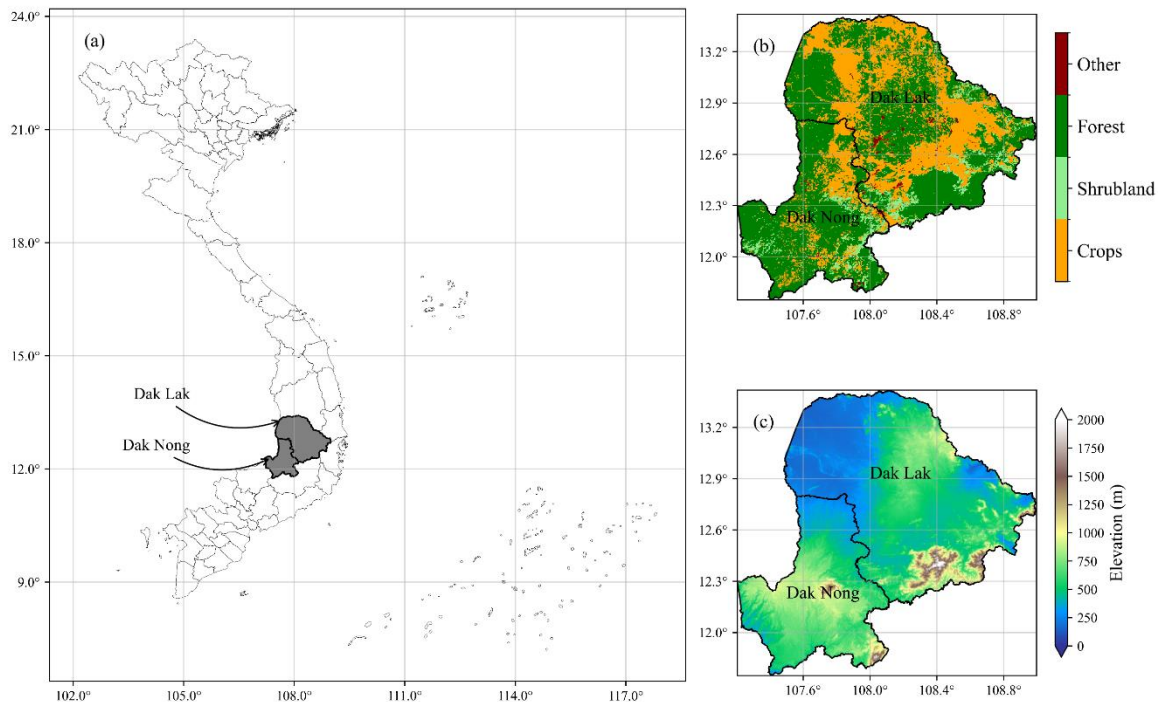 (a)
24.0°
21.0°
18.0°
15.0°
12.0°
9.0°
Dak Lak
Dak Nong
102.0°
105.0°
108.0°
111.0°
114.0°
117.0°
(b)
13.2°
12.9°
12.6°
12.3°
12.0°
Dak Lak
Dak Nong
107.6°
108.0°
108.4°
108.8°
Other
Forest
Shrubland
Crops
(c)
13.2°
12.9°
12.6°
12.3°
12.0°
Dak Lak
Dak Nong
107.6°
108.0°
108.4°
108.8°
2000
1750
1500
1250
1000
750
500
250
0
Elevation (m)